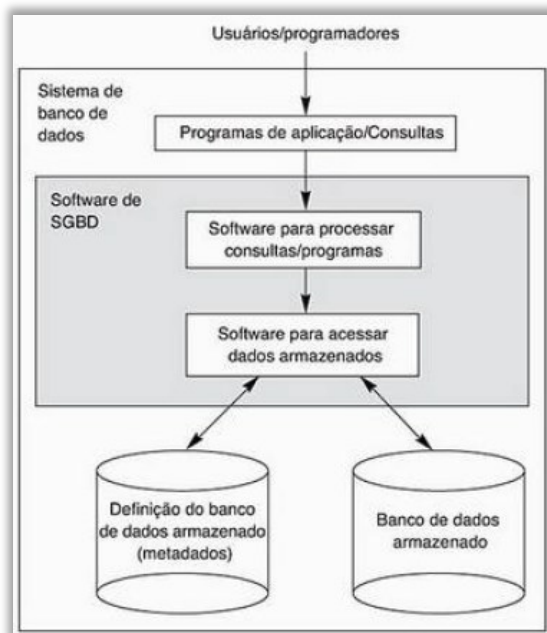 Usuários/programadores
Sistema de
banco de
dados
Programas de aplicação/Consultas
Software de
SGBD
Software para processar
consultas/programas
Software para acessar
dados armazenados
Definição do banco
de dados armazenado
(metadados)
Banco de dados
armazenado